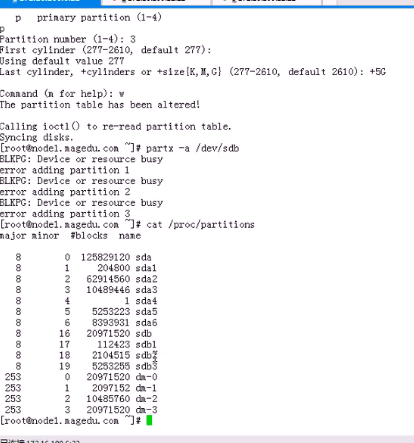 p   primary partition (1-4)
p
Partition number (1-4): 3
First cylinder (277-2610, default 277):
Using default value 277
Last cylinder, +cylinders or +size{K,M,G} (277-2610, default 2610): +5G
Command (m for help): w
The partition table has been altered!
Calling ioctl() to re-read partition table.
Syncing disks.
[root@node1.magedu.com ~]# partx -a /dev/sdb
BLKPG: Device or resource busy
error adding partition 1
BLKPG: Device or resource busy
error adding partition 2
BLKPG: Device or resource busy
error adding partition 3
[root@node1.magedu.com ~]# cat /proc/partitions
major minor  #blocks  name
8        0  125829120 sda
8        1     204800 sda1
8        2   62914560 sda2
8        3   10489446 sda3
8        4          1 sda4
8        5    5253223 sda5
8        6    8393931 sda6
8       16   20971520 sdb
8       17     112423 sdb1
8       18    2104515 sdb2
8       19    5253255 sdb3
253        0   20971520 dm-0
253        1    2097152 dm-1
253        2   10485760 dm-2
253        3   20971520 dm-3
[root@node1.magedu.com ~]#